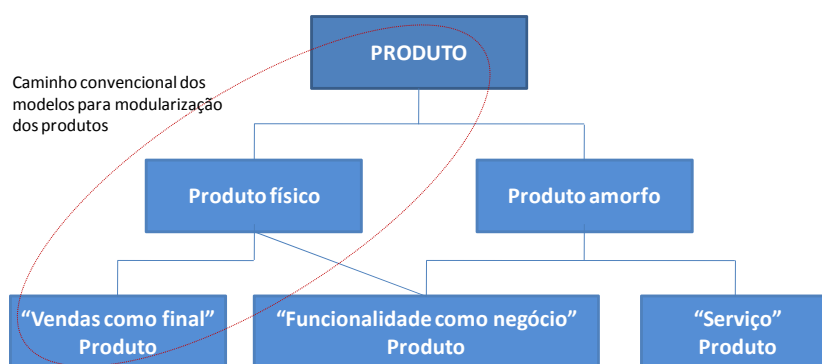 PRODUTO
Caminho convencional dos
modelos para modularização
dos produtos
Produto físico
Produto amorfo
“Vendas como final”
Produto
“Funcionalidade como negócio”
Produto
“Serviço”
Produto